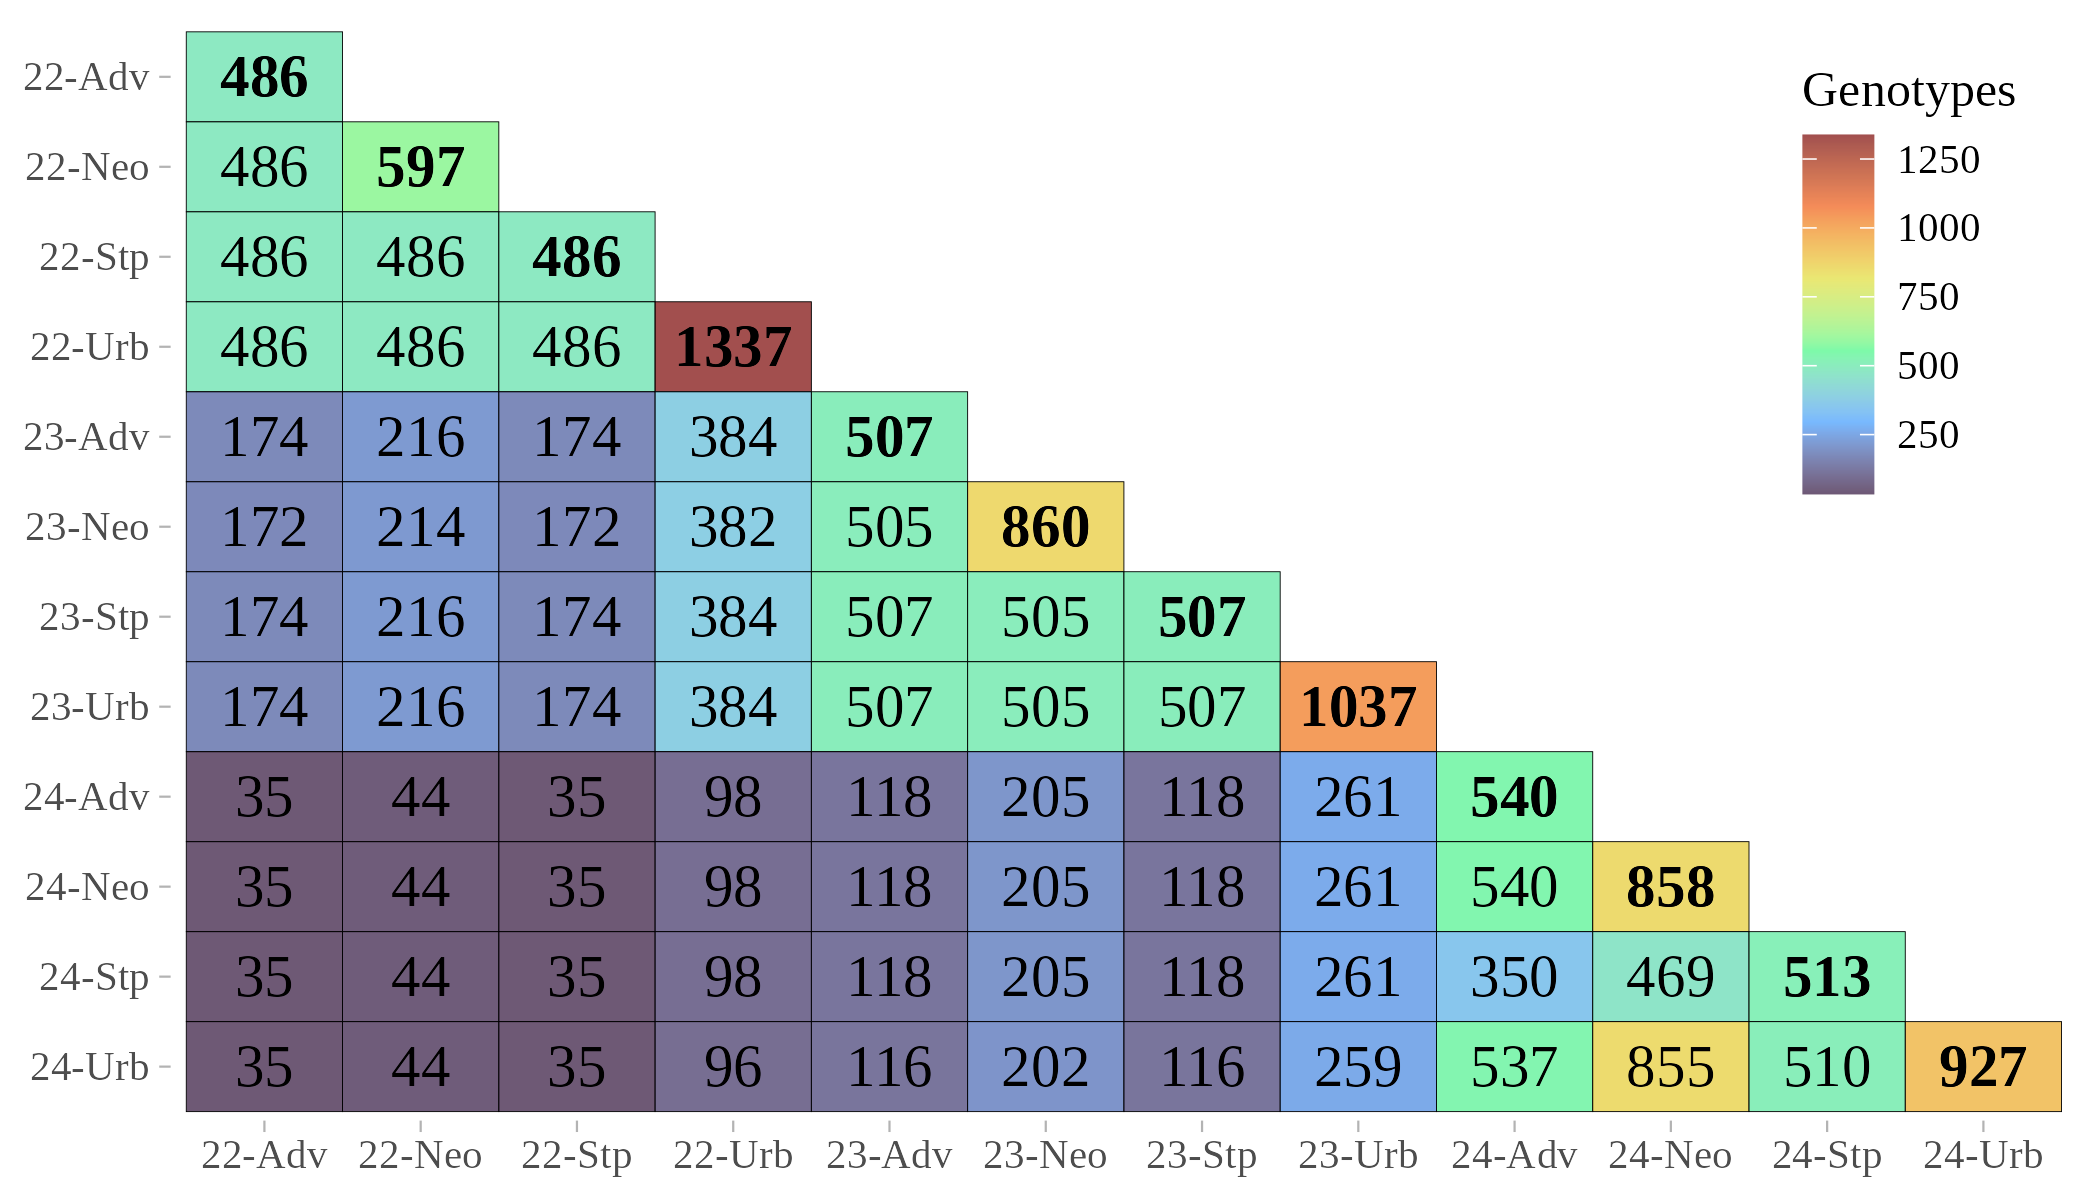 Genotypes
1250
1000
750
500
250
22-Adv 486
22-Neo 486 597
22-Stp 486 486 486
22-Urb 486 486 486 1337
23-Adv 174 216 174 384 507
23-Neo 172 214 172 382 505 860
23-Stp 174 216 174 384 507 505 507
23-Urb 174 216 174 384 507 505 507 1037
24-Adv 35 44 35 98 118 205 118 261 540
24-Neo 35 44 35 98 118 205 118 261 540 858
24-Stp 35 44 35 98 118 205 118 261 350 469 513
24-Urb 35 44 35 96 116 202 116 259 537 855 510 927
22-Adv 22-Neo 22-Stp 22-Urb 23-Adv 23-Neo 23-Stp 23-Urb 24-Adv 24-Neo 24-Stp 24-Urb